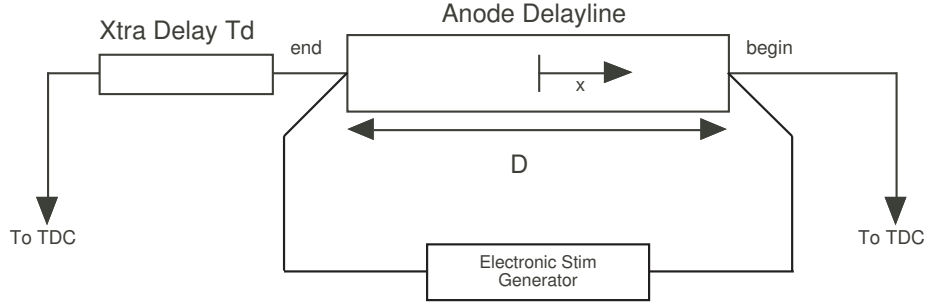 Anode Delayline
Xtra Delay Td
end
begin
x
D
To TDC
To TDC
Electronic Stim
Generator